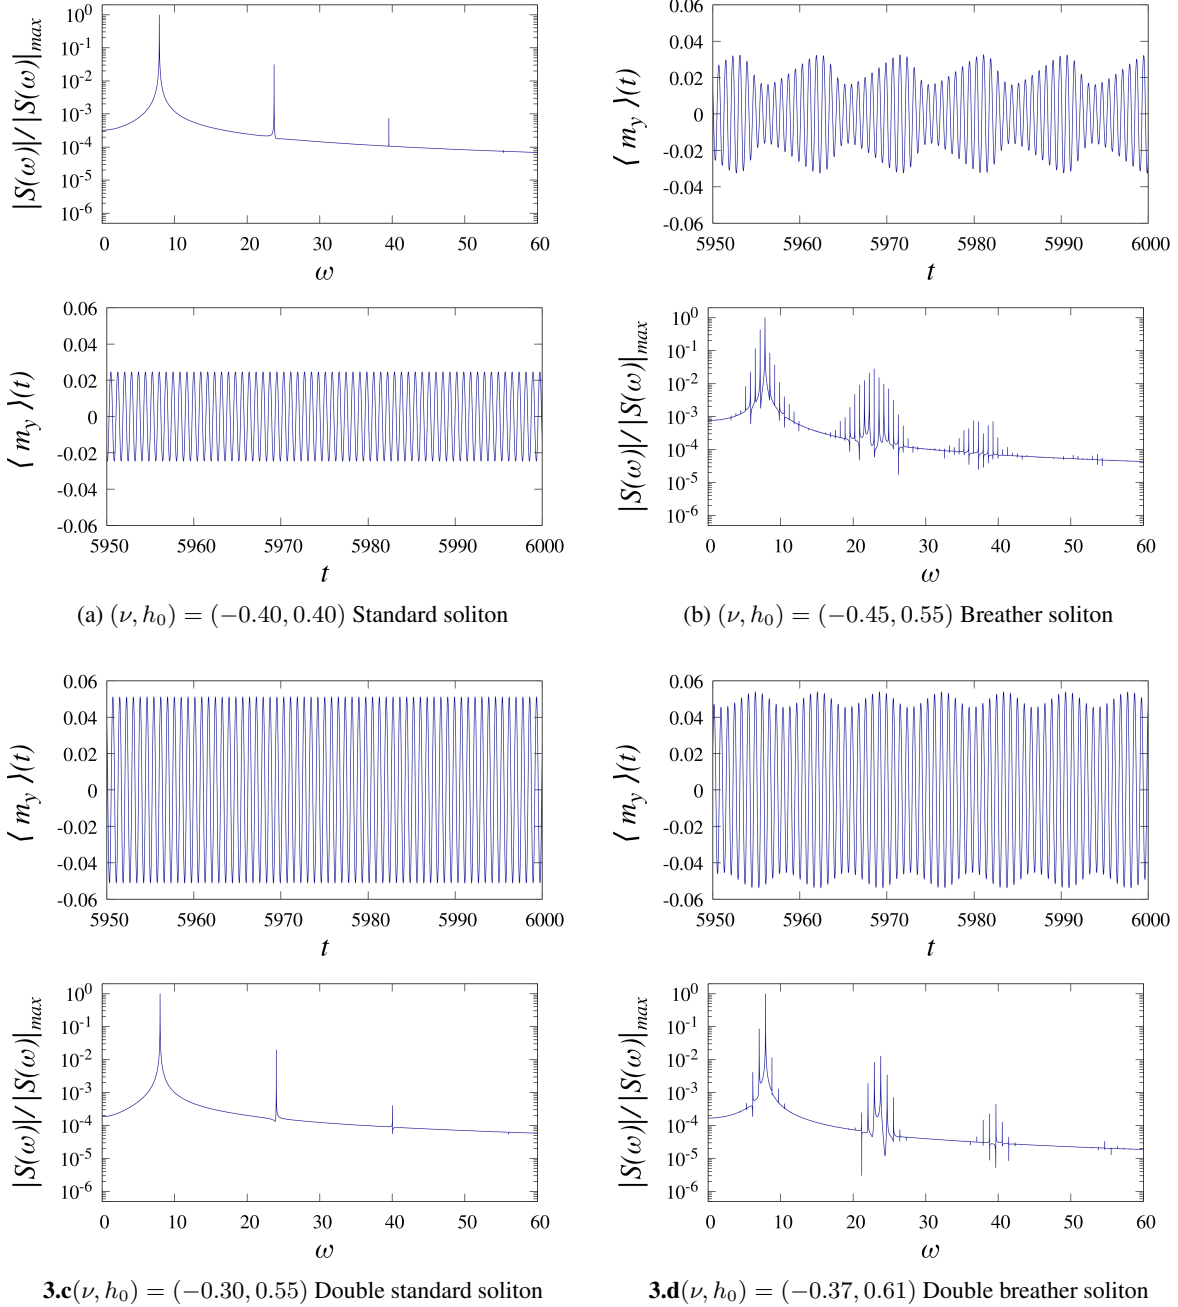 |S(ω)|/|S(ω)|max
10^0
10^-1
10^-2
10^-3
10^-4
10^-5
10^-6
0 10 20 30 40 50 60
ω
⟨ m_y ⟩(t)
0.06
0.04
0.02
0
-0.02
-0.04
-0.06
5950 5960 5970 5980 5990 6000
t
⟨ m_y ⟩(t)
0.06
0.04
0.02
0
-0.02
-0.04
-0.06
5950 5960 5970 5980 5990 6000
t
|S(ω)|/|S(ω)|max
10^0
10^-1
10^-2
10^-3
10^-4
10^-5
10^-6
0 10 20 30 40 50 60
ω
(a) (ν, h₀) = (−0.40, 0.40) Standard soliton
(b) (ν, h₀) = (−0.45, 0.55) Breather soliton
⟨ m_y ⟩(t)
0.06
0.04
0.02
0
-0.02
-0.04
-0.06
5950 5960 5970 5980 5990 6000
t
⟨ m_y ⟩(t)
0.06
0.04
0.02
0
-0.02
-0.04
-0.06
5950 5960 5970 5980 5990 6000
t
|S(ω)|/|S(ω)|max
10^0
10^-1
10^-2
10^-3
10^-4
10^-5
10^-6
0 10 20 30 40 50 60
ω
|S(ω)|/|S(ω)|max
10^0
10^-1
10^-2
10^-3
10^-4
10^-5
10^-6
0 10 20 30 40 50 60
ω
3.c(ν, h₀) = (−0.30, 0.55) Double standard soliton
3.d(ν, h₀) = (−0.37, 0.61) Double breather soliton